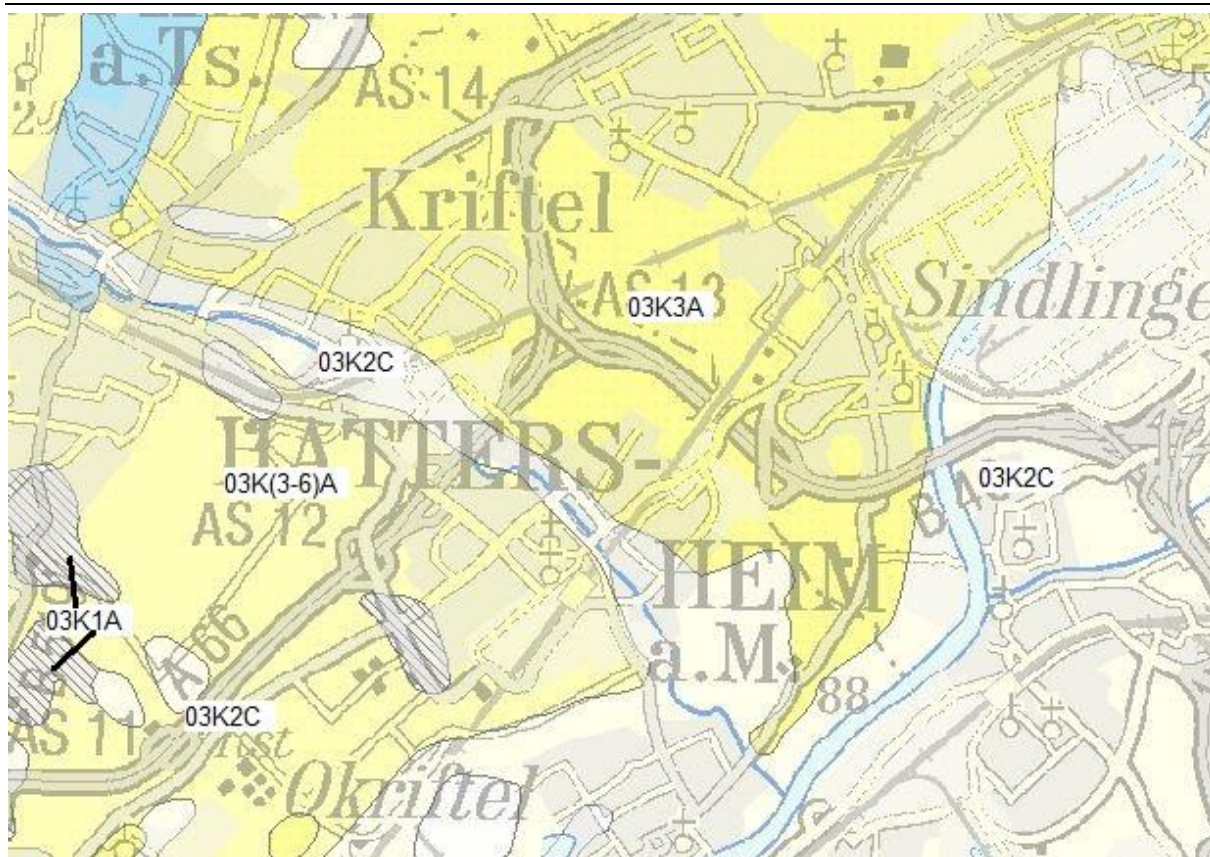 a.Ts.
AS 14
2
Kriftel
AS 13
03K3A
Sindlinge
03K2C
HATTERS-
03K(3-6)A
03K2C
AS 12
HEIM
03K1A
a.M.
A 66
88
03K2C
AS 11
Okriftel